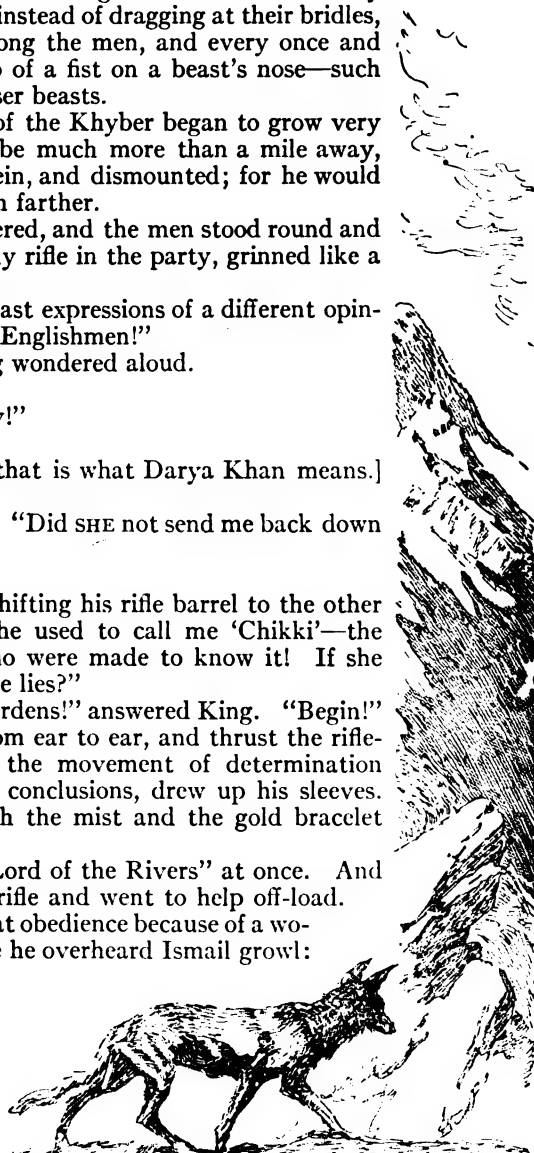 instead of dragging at their bridles,
ong the men, and every once and
of a fist on a beast's nose—such
ser beasts.
of the Khyber began to grow very
be much more than a mile away,
ein, and dismounted; for he would
n farther.
ered, and the men stood round and
y rifle in the party, grinned like a
ast expressions of a different opin-
Englishmen!”
g wondered aloud.
y!”
that is what Darya Khan means.]
“Did SHE not send me back down
hifting his rifle barrel to the other
he used to call me ‘Chikki’—the
o were made to know it! If she
e lies?”
rdens!” answered King. “Begin!”
om ear to ear, and thrust the rifle-
the movement of determination
conclusions, drew up his sleeves.
h the mist and the gold bracelet
Lord of the Rivers” at once. And
rifle and went to help off-load.
at obedience because of a wo-
e he overheard Ismail growl: